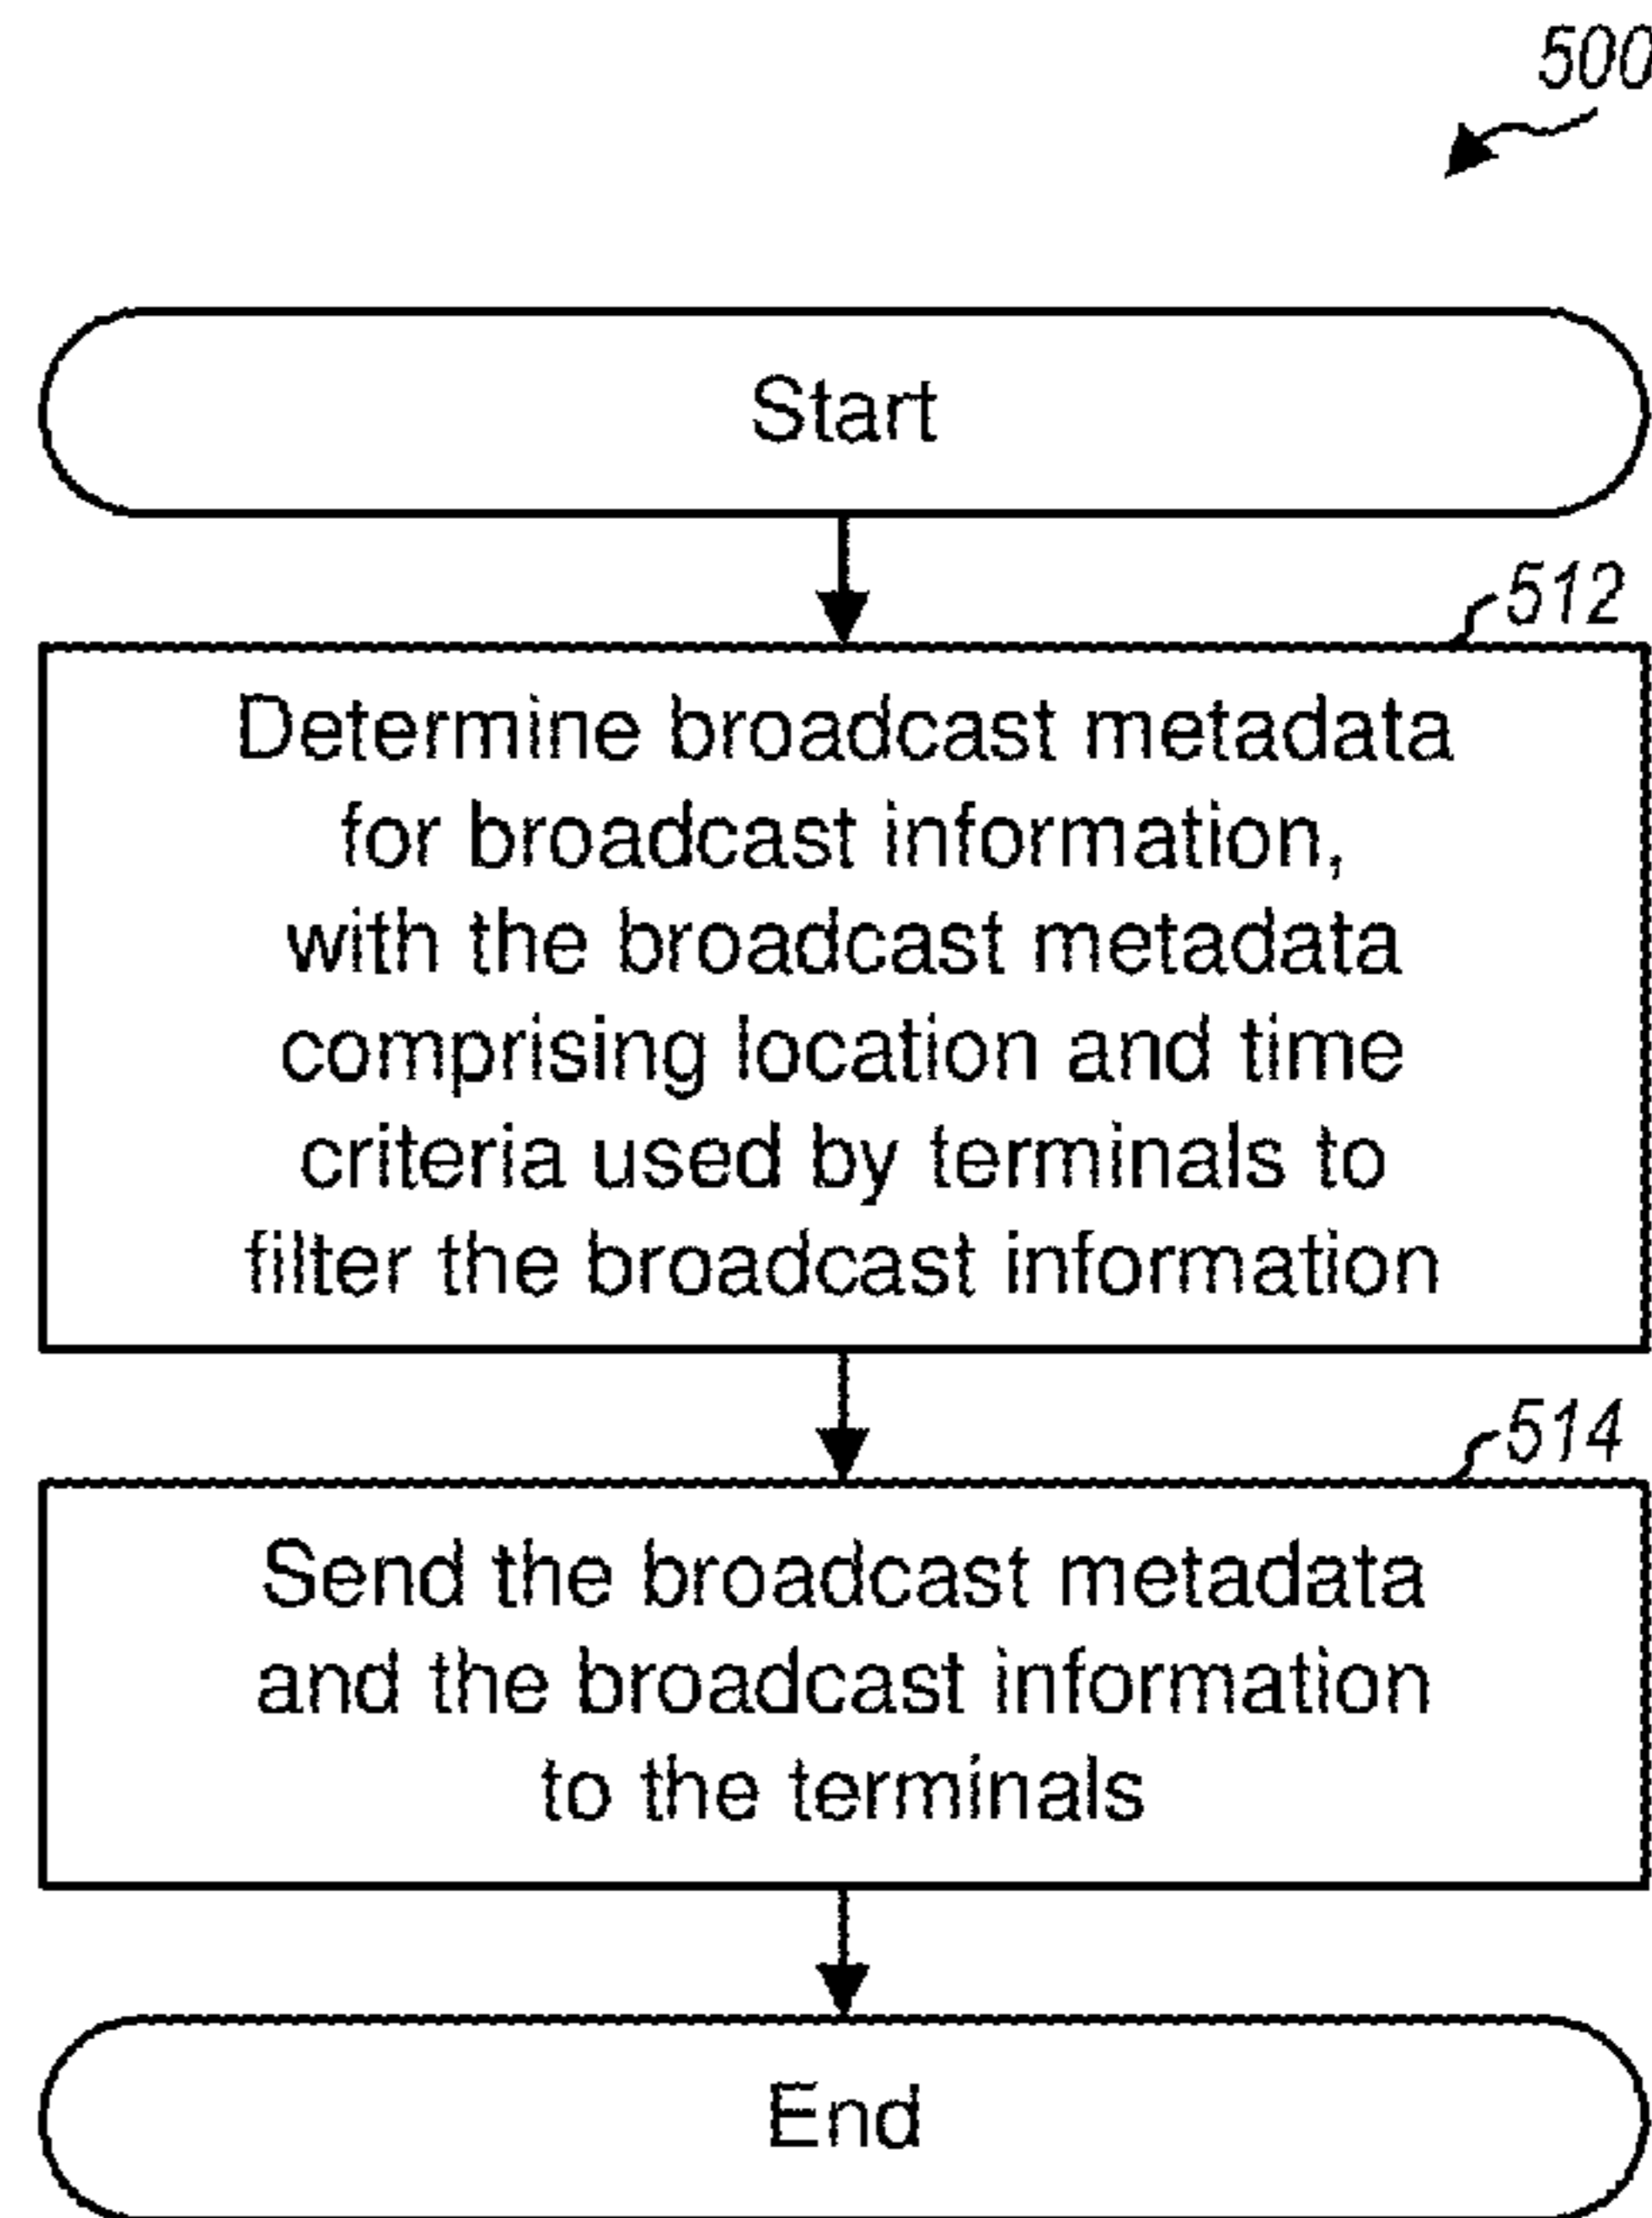 500
Start
512
Determine broadcast metadata
for broadcast information,
with the broadcast metadata
comprising location and time
criteria used by terminals to
filter the broadcast information
514
Send the broadcast metadata
and the broadcast information
to the terminals
End